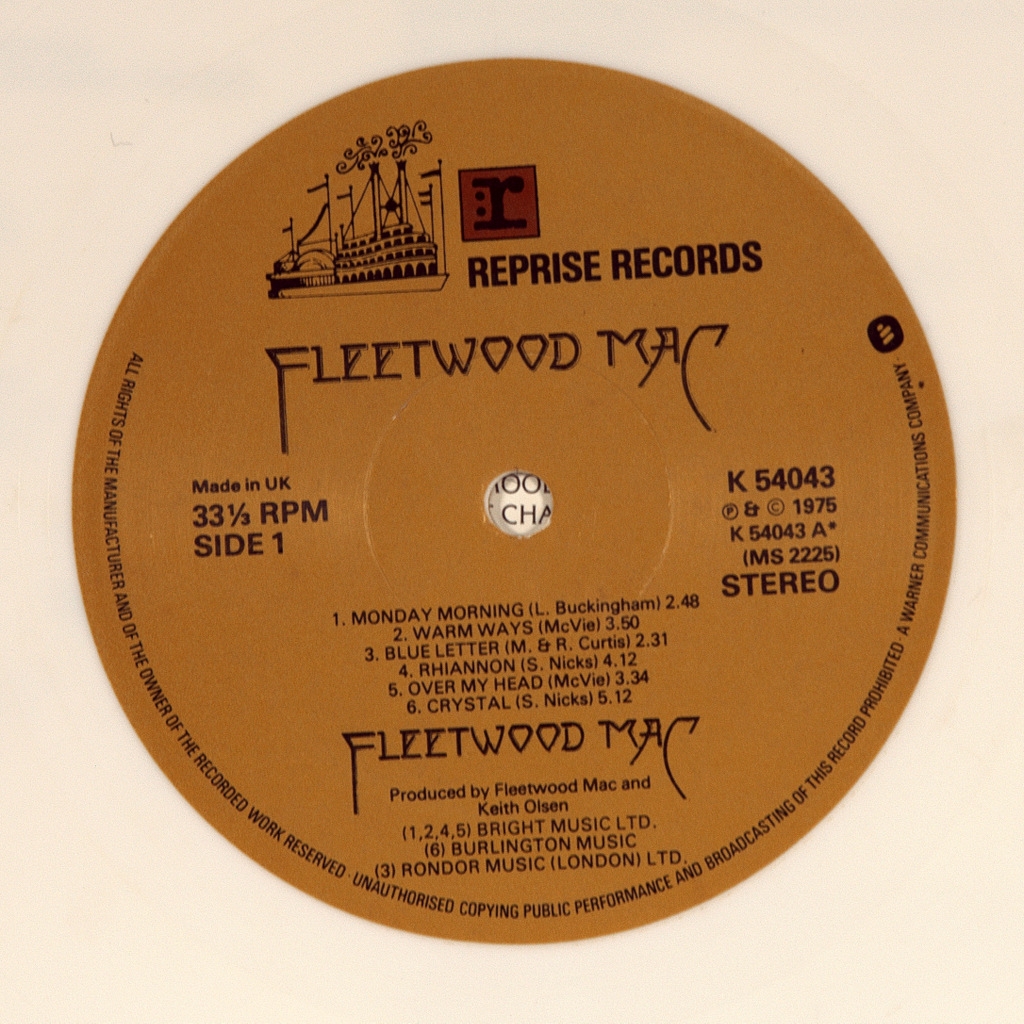 r
REPRISE RECORDS
FLEETWOOD MAC
Made in UK
33⅓ RPM
SIDE 1
K 54043
℗ & © 1975
K 54043 A*
(MS 2225)
STEREO
CHA
1. MONDAY MORNING (L. Buckingham) 2.48
2. WARM WAYS (McVie) 3.50
3. BLUE LETTER (M. & R. Curtis) 2.31
4. RHIANNON (S. Nicks) 4.12
5. OVER MY HEAD (McVie) 3.34
6. CRYSTAL (S. Nicks) 5.12
FLEETWOOD MAC
Produced by Fleetwood Mac and
Keith Olsen
(1,2,4,5) BRIGHT MUSIC LTD.
(6) BURLINGTON MUSIC
(3) RONDOR MUSIC (LONDON) LTD.
ALL RIGHTS OF THE MANUFACTURER AND OF THE OWNER OF THE RECORDED WORK RESERVED · UNAUTHORISED COPYING PUBLIC PERFORMANCE AND BROADCASTING OF THIS RECORD PROHIBITED · A WARNER COMMUNICATIONS COMPANY ·